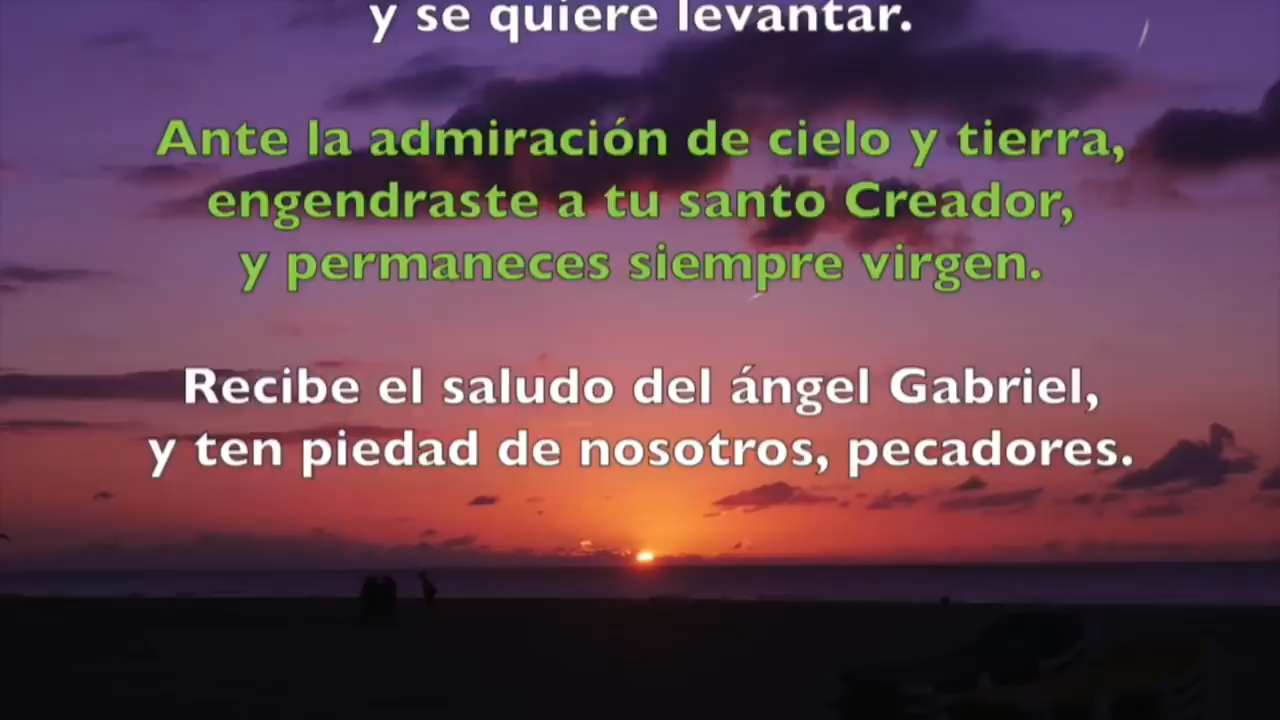 y se quiere levantar.
Ante la admiración de cielo y tierra,
engendraste a tu santo Creador,
y permaneces siempre virgen.
Recibe el saludo del ángel Gabriel,
y ten piedad de nosotros, pecadores.